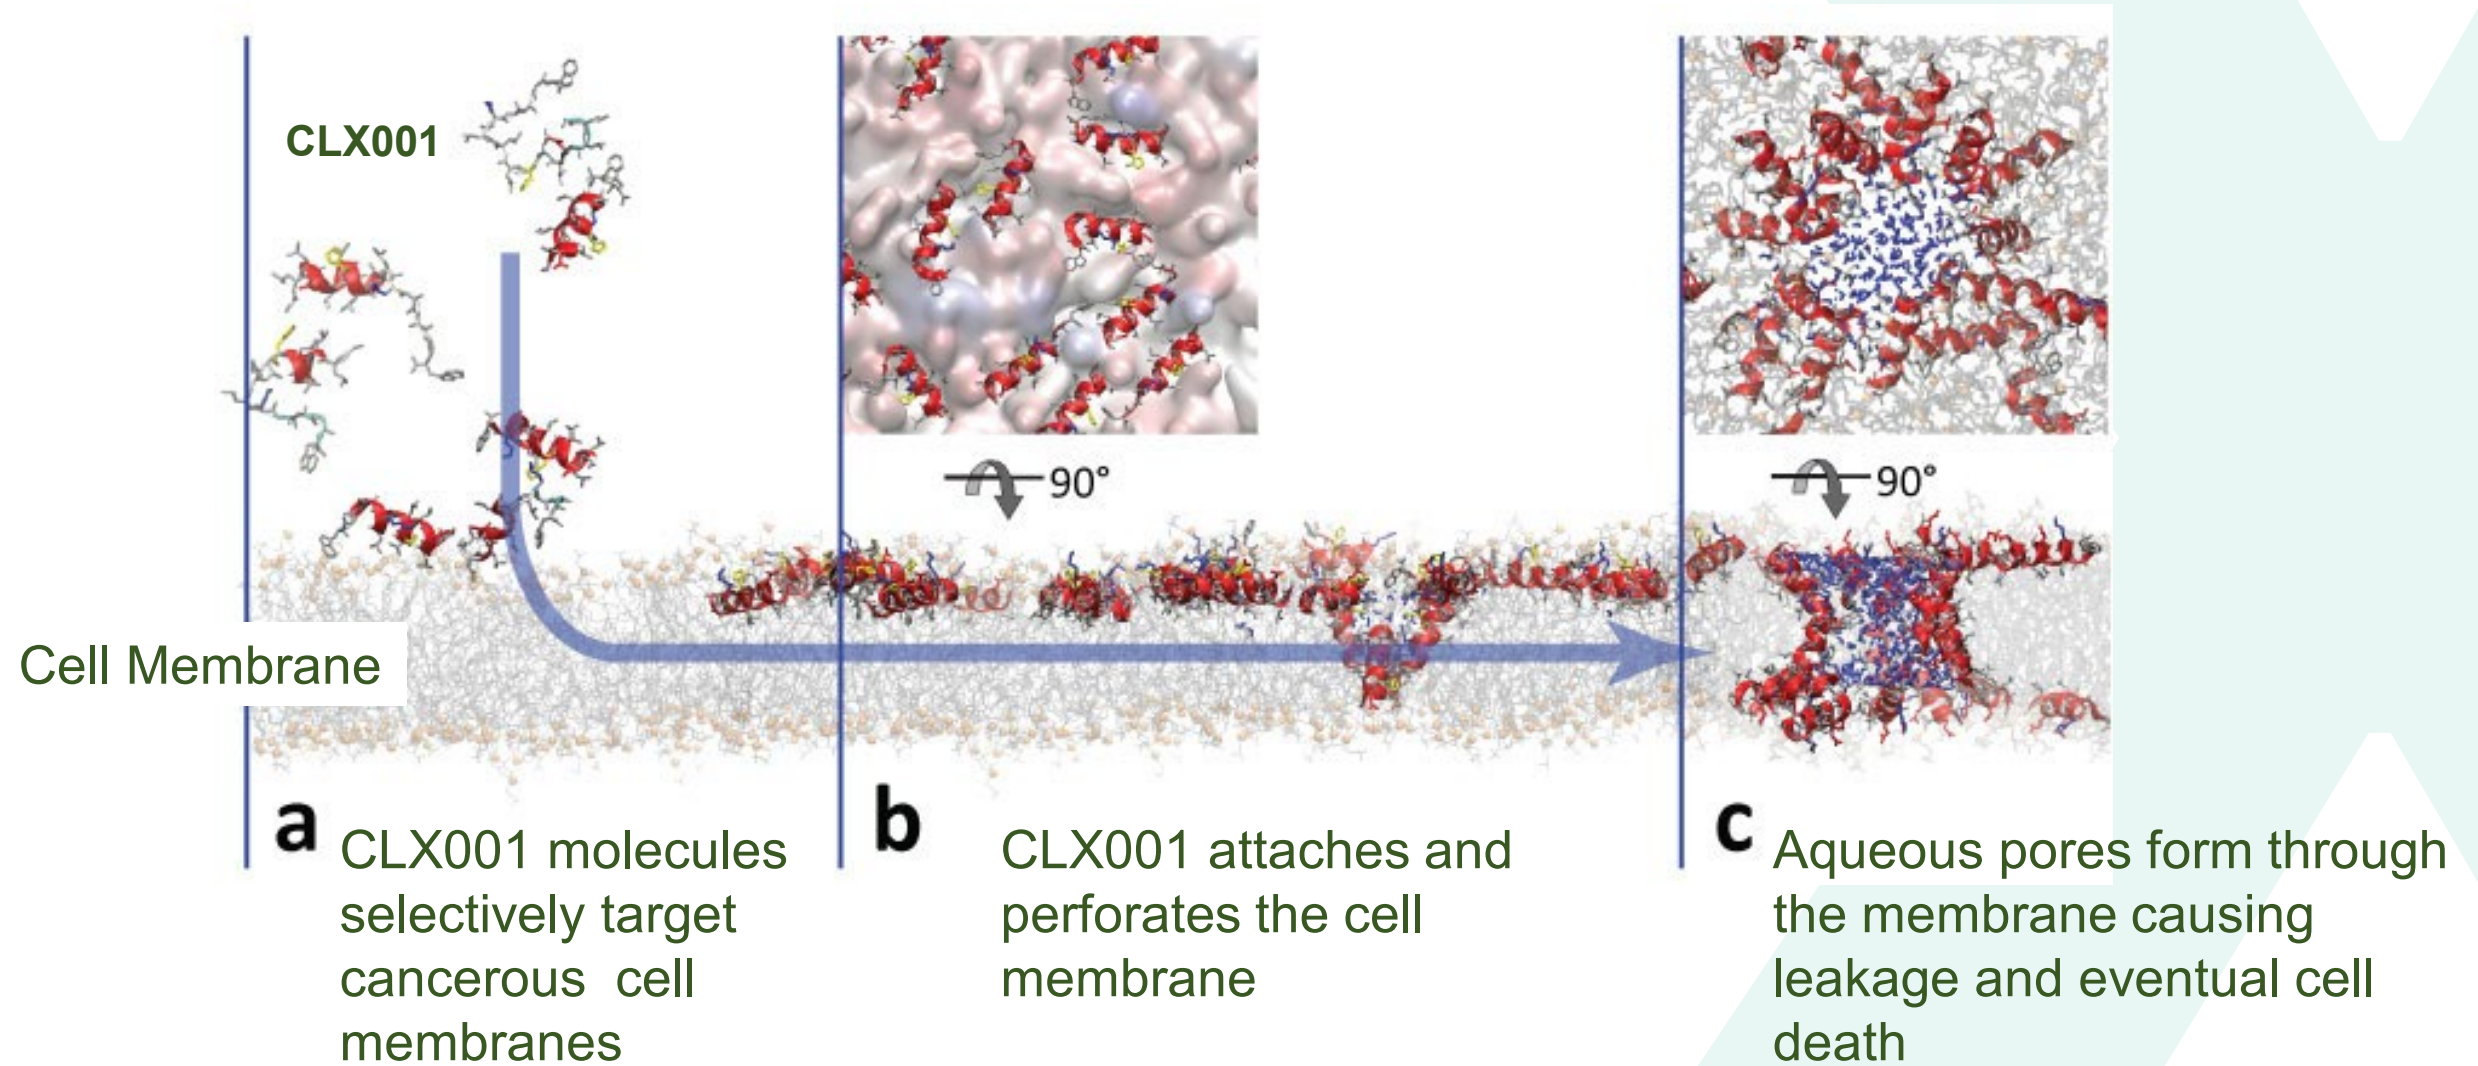 CLX001
90°
90°
Cell Membrane
a
CLX001 molecules
selectively target
cancerous  cell
membranes
b
CLX001 attaches and
perforates the cell
membrane
c
Aqueous pores form through
the membrane causing
leakage and eventual cell
death